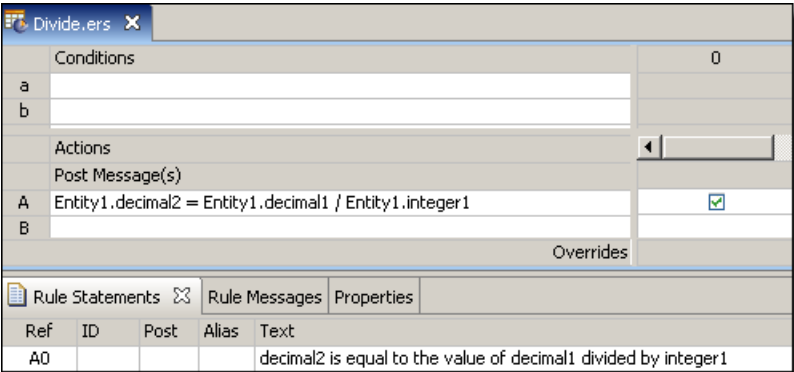 Divide.ers
Conditions 0
a
b
Actions
Post Message(s)
A Entity1.decimal2 = Entity1.decimal1 / Entity1.integer1
B
Overrides
Rule Statements Rule Messages Properties
Ref ID Post Alias Text
A0 decimal2 is equal to the value of decimal1 divided by integer1